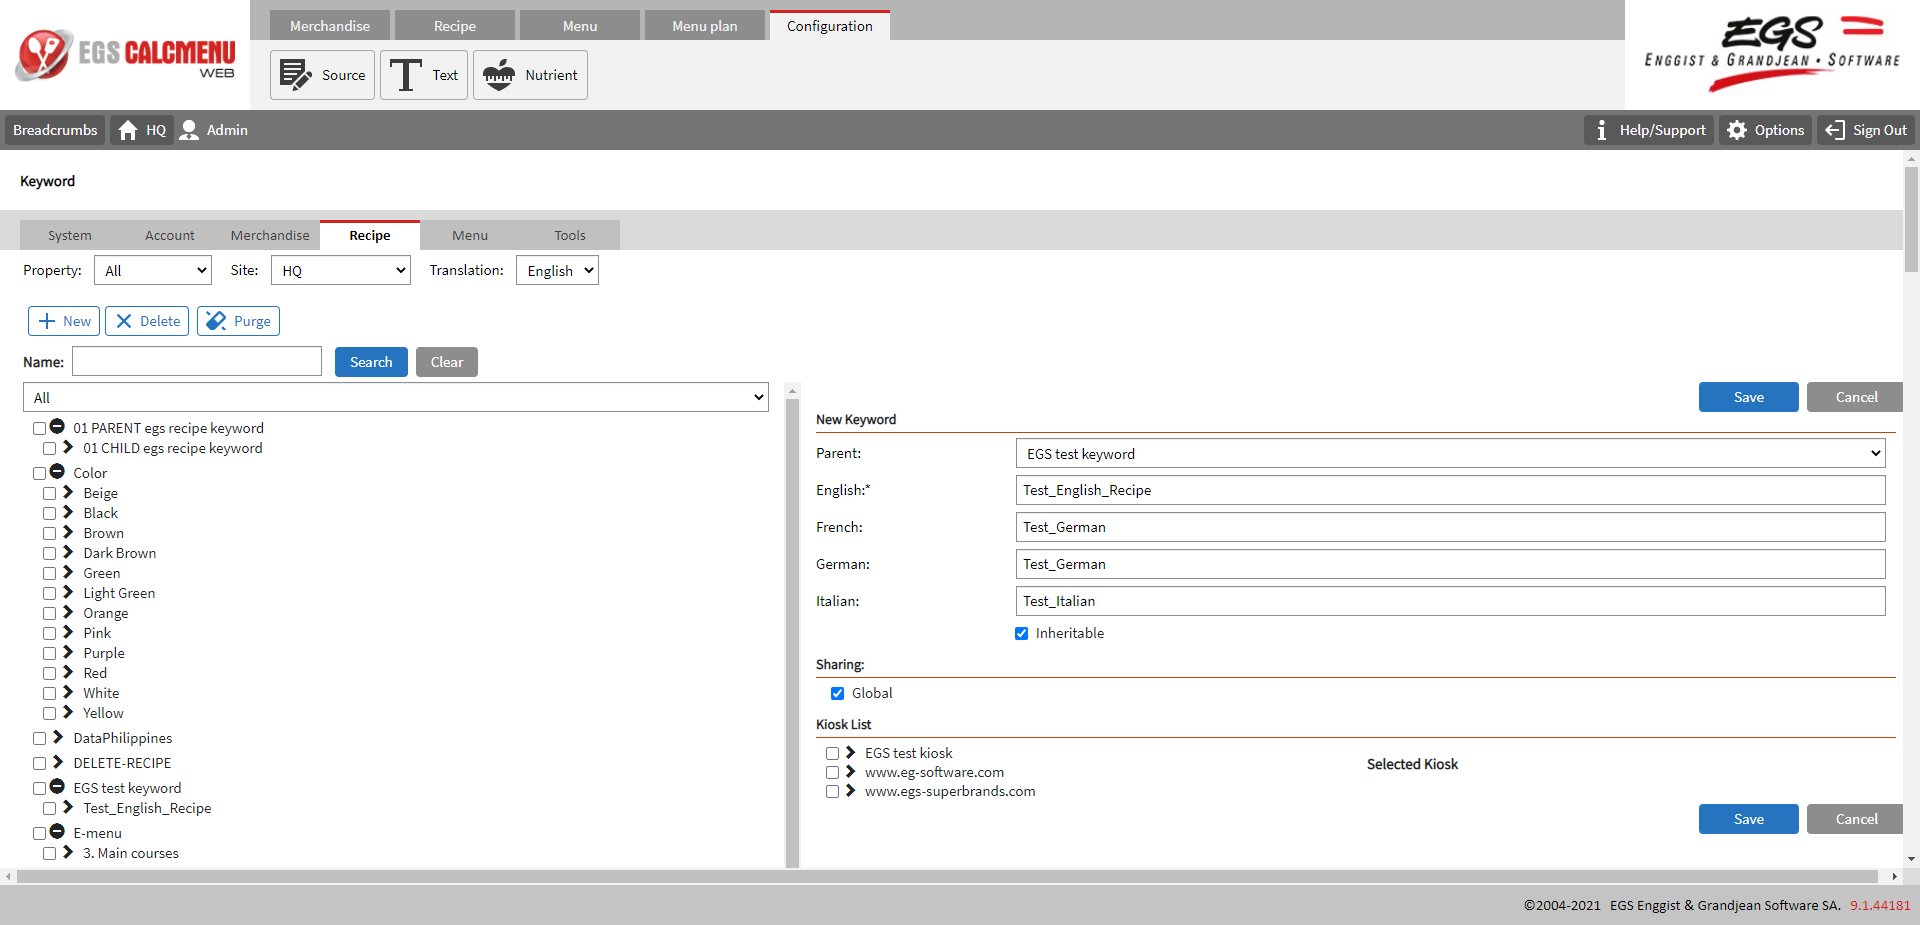 EGS CALCMENU
WEB
Merchandise
Recipe
Menu
Menu plan
Configuration
Source
Text
Nutrient
EGS
ENGGIST & GRANDJEAN • SOFTWARE
Breadcrumbs
HQ
Admin
Help/Support
Options
Sign Out
Keyword
System
Account
Merchandise
Recipe
Menu
Tools
Property: All
Site: HQ
Translation: English
New
Delete
Purge
Name:
Search
Clear
All
01 PARENT egs recipe keyword
01 CHILD egs recipe keyword
Color
Beige
Black
Brown
Dark Brown
Green
Light Green
Orange
Pink
Purple
Red
White
Yellow
DataPhilippines
DELETE-RECIPE
EGS test keyword
Test_English_Recipe
E-menu
3. Main courses
Save
Cancel
New Keyword
Parent: EGS test keyword
English:* Test_English_Recipe
French: Test_German
German: Test_German
Italian: Test_Italian
Inheritable
Sharing:
Global
Kiosk List
EGS test kiosk
www.eg-software.com
www.egs-superbrands.com
Selected Kiosk
Save
Cancel
©2004-2021 EGS Enggist & Grandjean Software SA. 9.1.44181